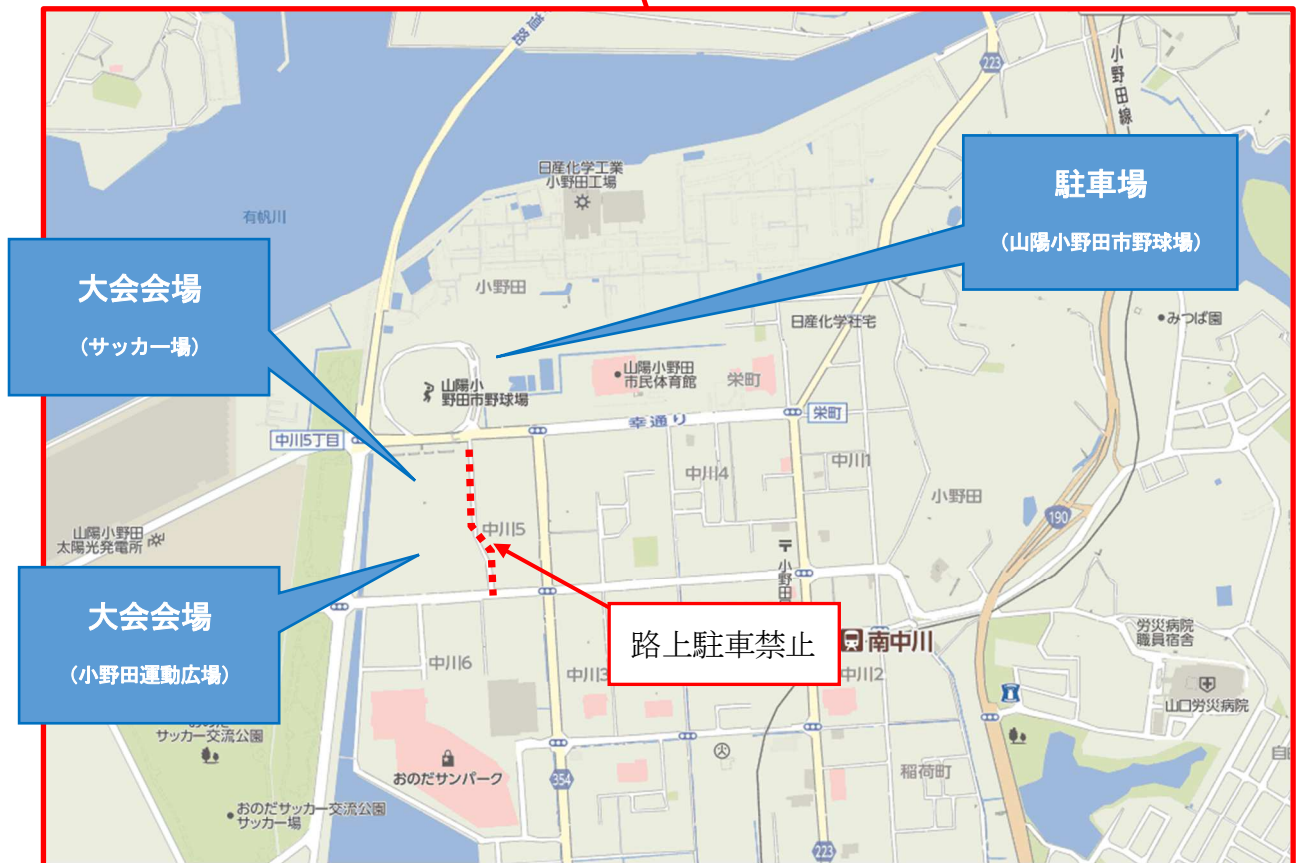 道路
223
小野田線
日産化学工業
小野田工場
駐車場
(山陽小野田市野球場)
有帆川
大会会場
(サッカー場)
小野田
日産化学社宅
みつば園
山陽小野田
市民体育館
栄町
山陽小
野田市野球場
栄町
幸通り
中川5丁目
中川4
中川1
小野田
190
山陽小野田
太陽光発電所
中川5
〒
大会会場
(小野田運動広場)
路上駐車禁止
南中川
労災病院
職員宿舎
山口労災病院
中川6
中川3
中川2
サッカー交流公園
おのだサンパーク
354
稲荷町
おのだサッカー交流公園
サッカー場
223